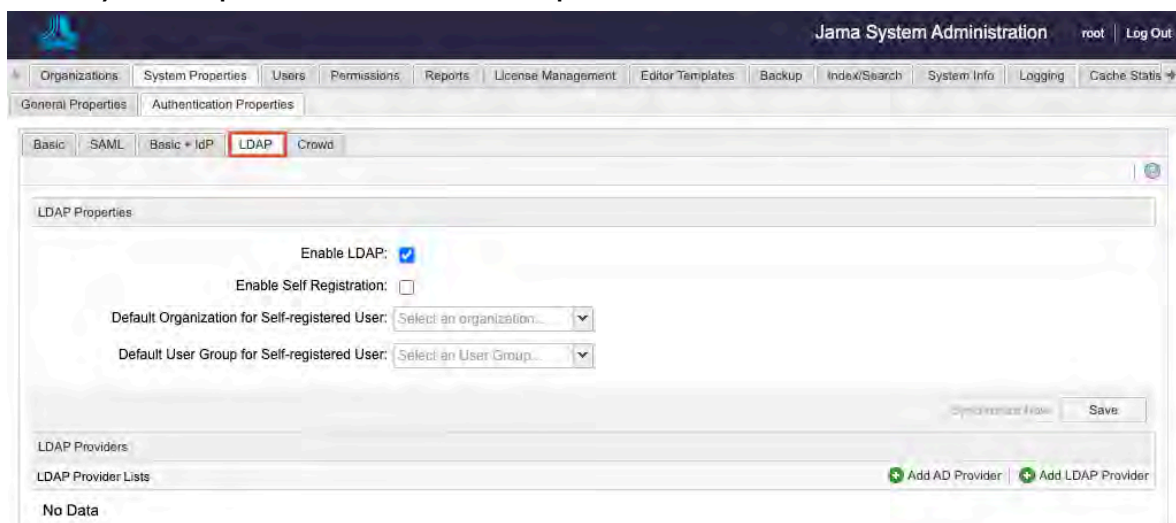 Jama System Administration root Log Out
Organizations System Properties Users Permissions Reports License Management Editor Templates Backup Index/Search System Info Logging Cache Statis
General Properties Authentication Properties
Basic SAML Basic + IdP LDAP Crowd
LDAP Properties
Enable LDAP:
Enable Self Registration:
Default Organization for Self-registered User: Select an organization...
Default User Group for Self-registered User: Select an User Group...
Synchronize Now Save
LDAP Providers
LDAP Provider Lists Add AD Provider Add LDAP Provider
No Data